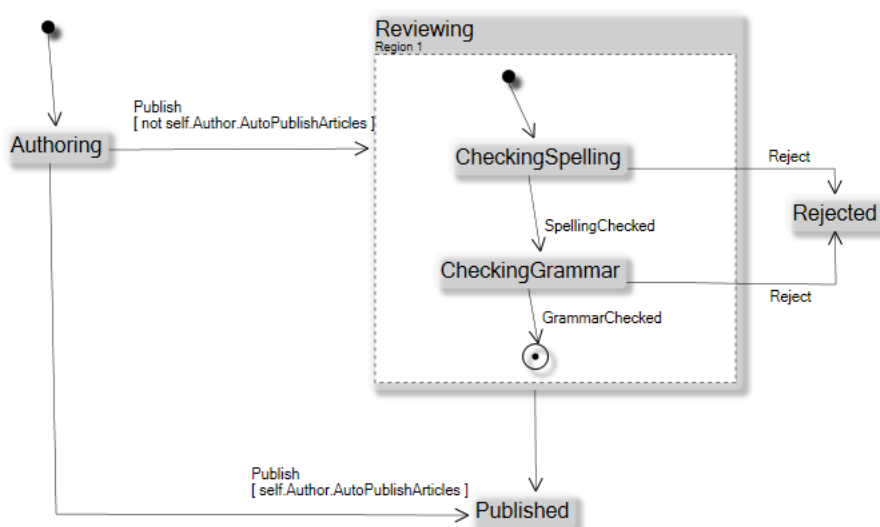 Reviewing
Region 1
Publish
[ not self.Author.AutoPublishArticles ]
Authoring
CheckingSpelling
Reject
Rejected
SpellingChecked
CheckingGrammar
Reject
GrammarChecked
Publish
[ self.Author.AutoPublishArticles ]
Published